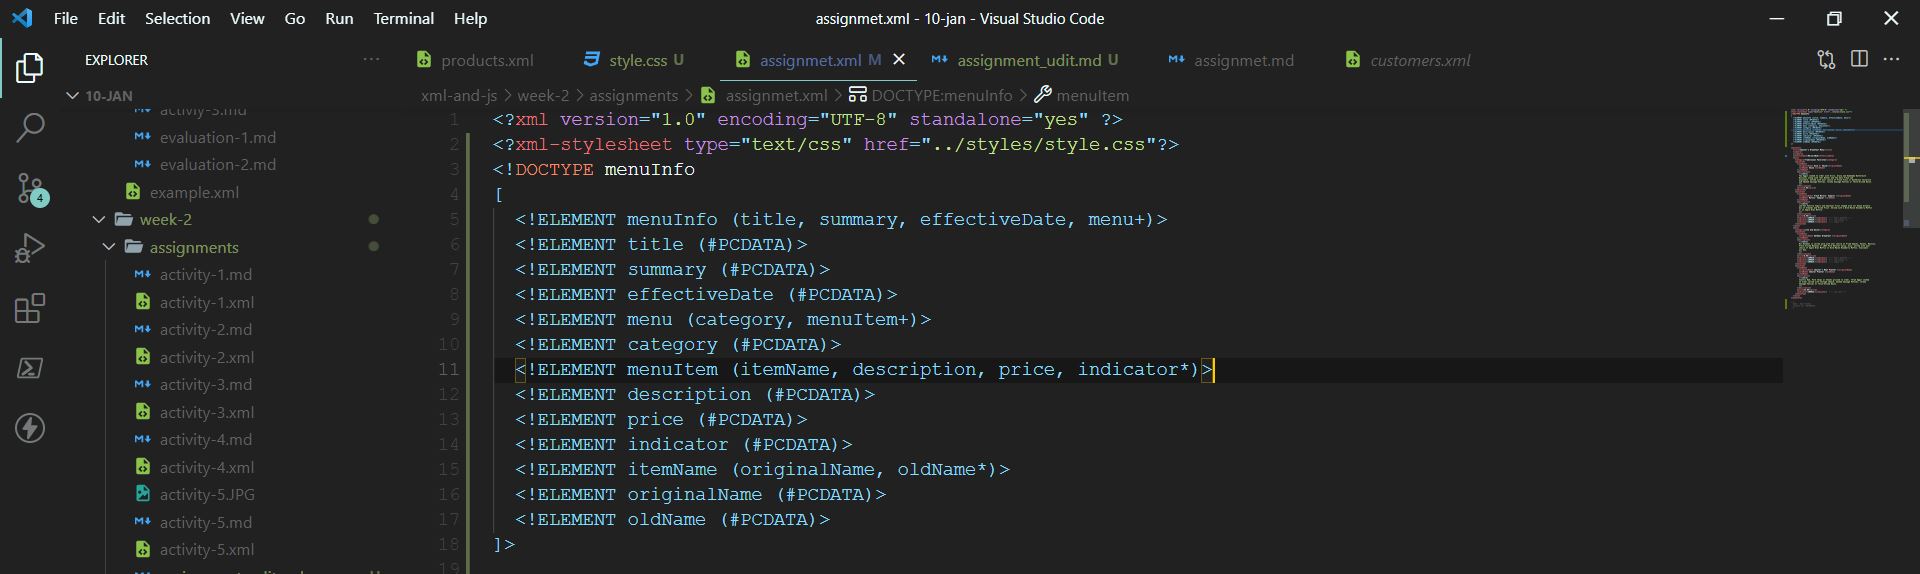 File Edit Selection View Go Run Terminal Help
assignmet.xml - 10-jan - Visual Studio Code
EXPLORER
products.xml
style.css U
assignmet.xml M
assignment_udit.md U
assignmet.md
customers.xml
10-JAN
xml-and-js > week-2 > assignments > assignmet.xml > DOCTYPE:menuInfo > menuItem
activity-5.md
evaluation-1.md
evaluation-2.md
example.xml
week-2
assignments
activity-1.md
activity-1.xml
activity-2.md
activity-2.xml
activity-3.md
activity-3.xml
activity-4.md
activity-4.xml
activity-5.JPG
activity-5.md
activity-5.xml
4
1 <?xml version="1.0" encoding="UTF-8" standalone="yes" ?>
2 <?xml-stylesheet type="text/css" href="../styles/style.css"?>
3 <!DOCTYPE menuInfo
4 [
5 <!ELEMENT menuInfo (title, summary, effectiveDate, menu+)>
6 <!ELEMENT title (#PCDATA)>
7 <!ELEMENT summary (#PCDATA)>
8 <!ELEMENT effectiveDate (#PCDATA)>
9 <!ELEMENT menu (category, menuItem+)>
10 <!ELEMENT category (#PCDATA)>
11 <!ELEMENT menuItem (itemName, description, price, indicator*)>
12 <!ELEMENT description (#PCDATA)>
13 <!ELEMENT price (#PCDATA)>
14 <!ELEMENT indicator (#PCDATA)>
15 <!ELEMENT itemName (originalName, oldName*)>
16 <!ELEMENT originalName (#PCDATA)>
17 <!ELEMENT oldName (#PCDATA)>
18 ]>
19